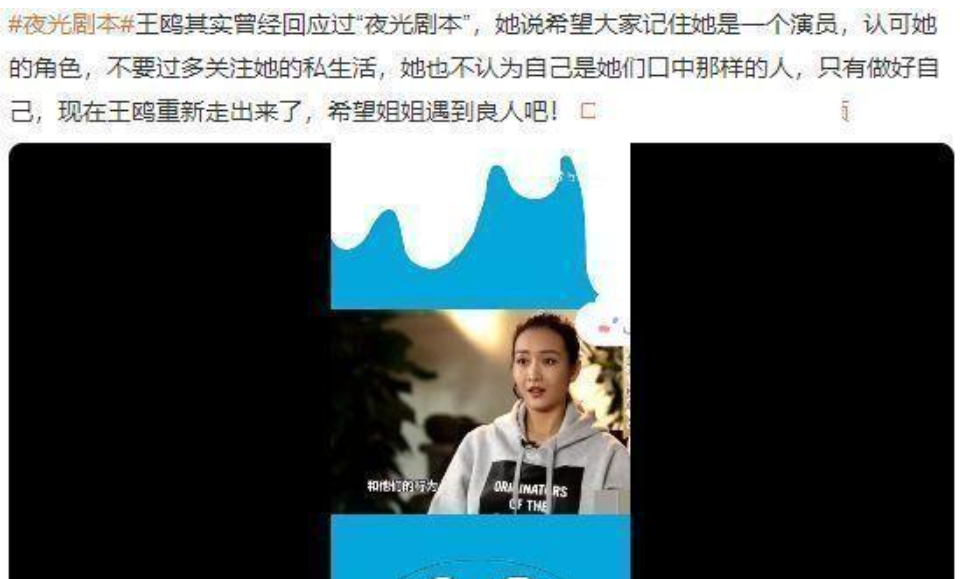 #夜光剧本#王鸥其实曾经回应过“夜光剧本”，她说希望大家记住她是一个演员，认可她
的角色，不要过多关注她的私生活，她也不认为自己是她们口中那样的人，只有做好自
己，现在王鸥重新走出来了，希望姐姐遇到良人吧！
和他们的行为
ORIGINATORS
OF THE